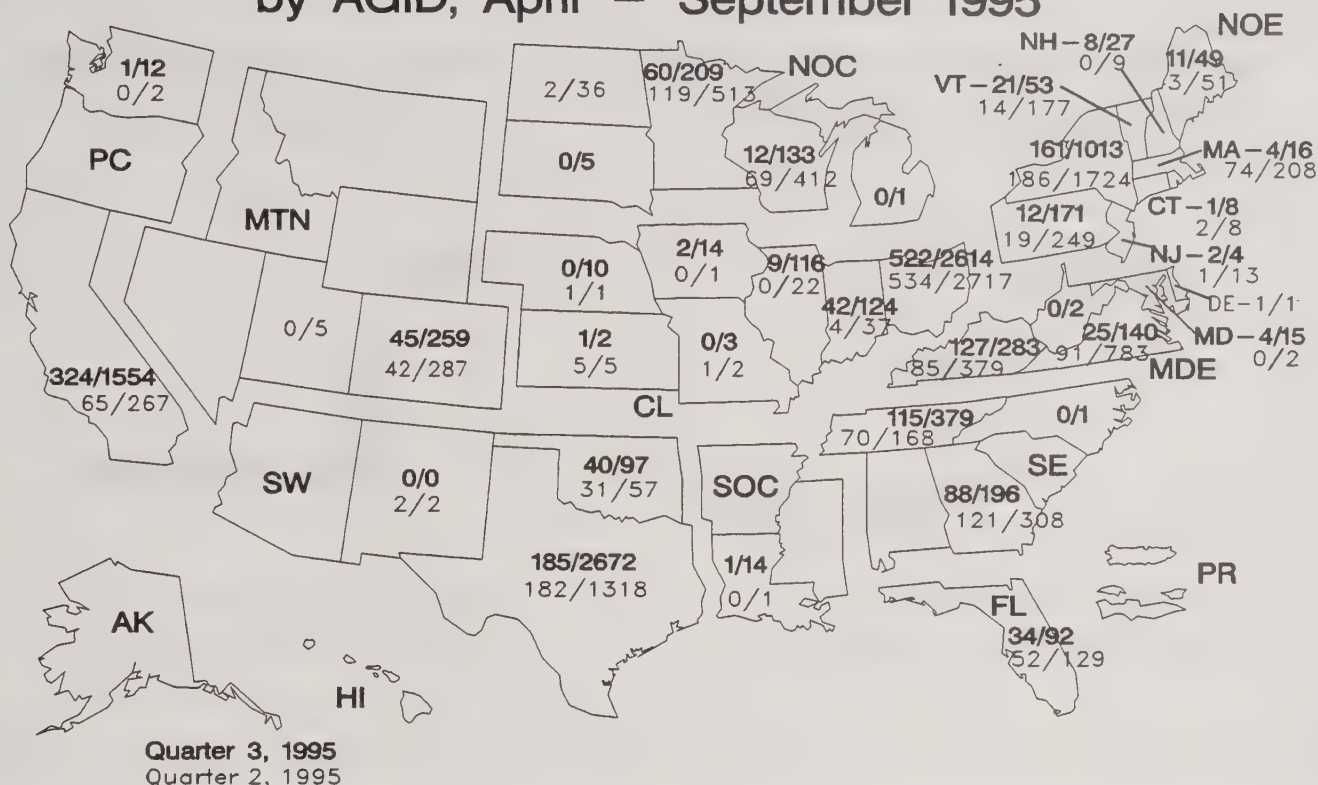 by AGID, April – September 1995
NOE
NH – 8/27
0/9
11/49
3/51
1/12
0/2
60/209
119/513
NOC
VT – 21/53
14/177
2/36
PC
0/5
12/133
69/412
0/1
161/1013
186/1724
MA – 4/16
74/208
MTN
12/171
19/249
CT – 1/8
2/8
NJ – 2/4
1/13
DE-1/1
MD – 4/15
0/2
0/10
1/1
2/14
0/1
9/116
0/22
522/2614
534/2717
42/124
4/37
0/2
25/140
91/783
127/283
85/379
MDE
0/5
45/259
42/287
1/2
5/5
0/3
1/2
324/1554
65/267
CL
115/379
70/168
0/1
SW
0/0
2/2
40/97
31/57
SOC
SE
88/196
121/308
185/2672
182/1318
1/14
0/1
PR
FL
34/92
52/129
AK
HI
Quarter 3, 1995
Quarter 2, 1995